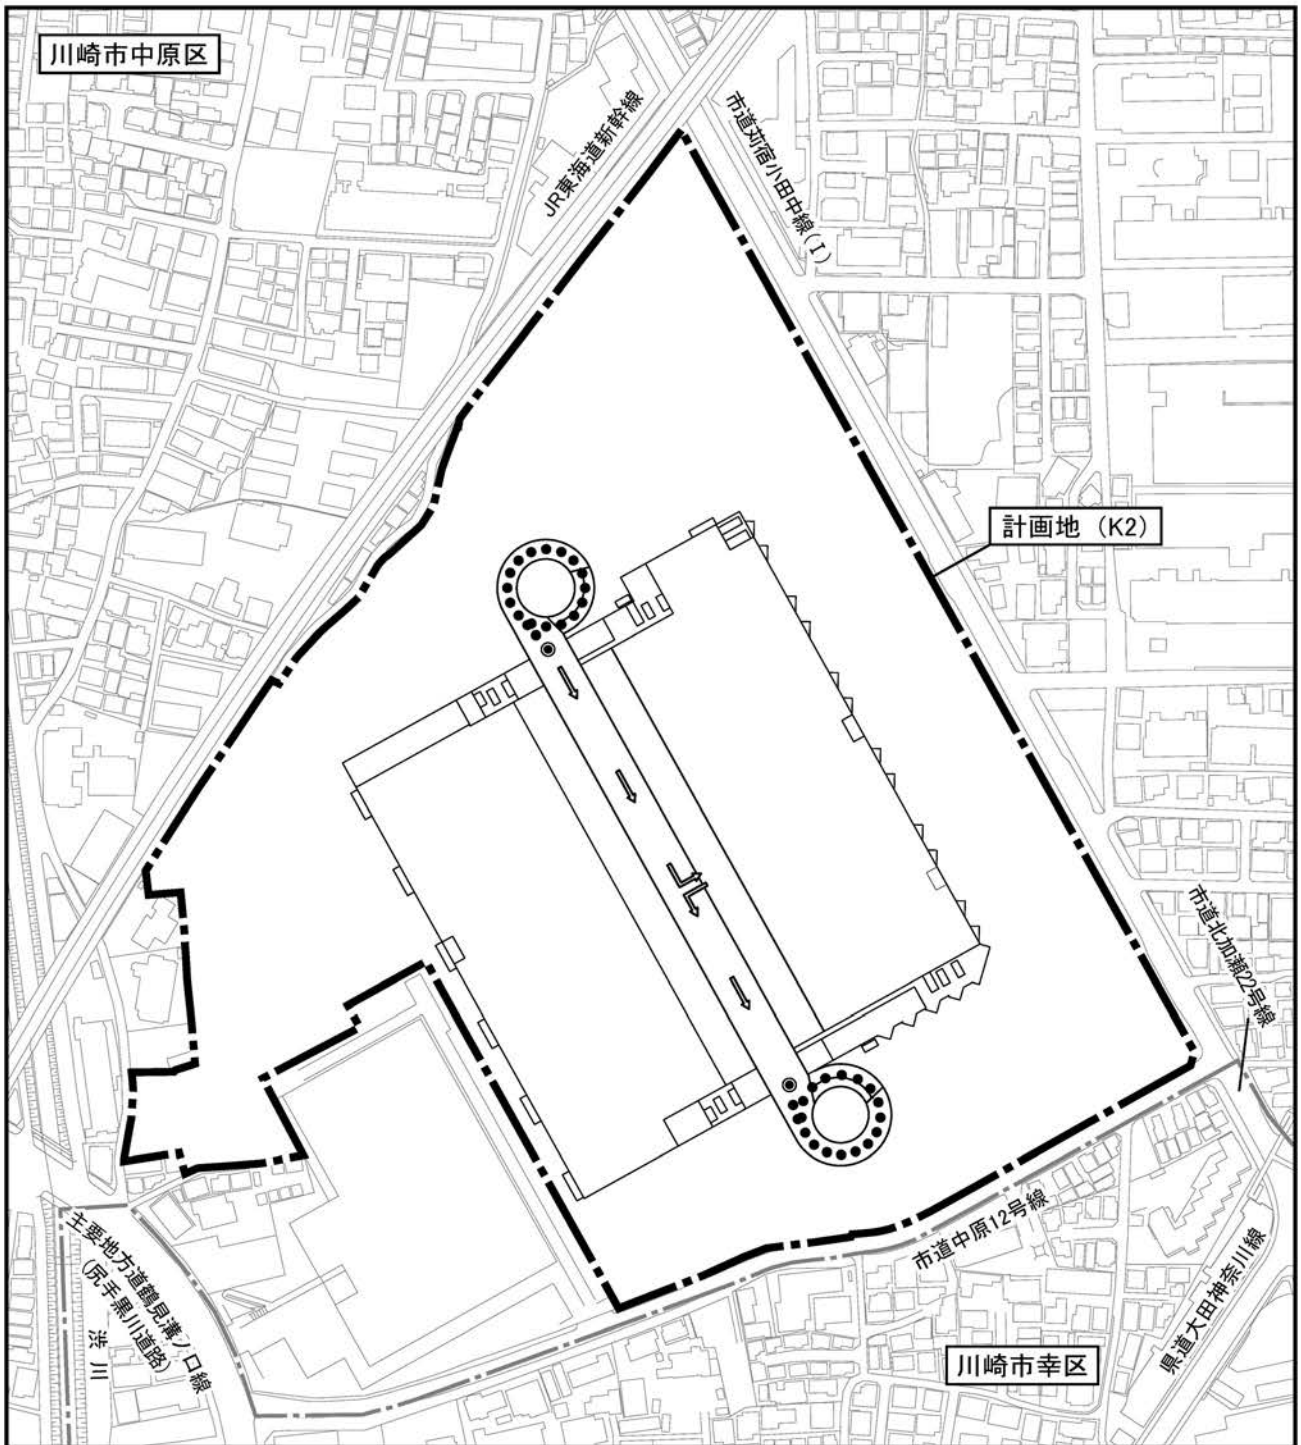 川崎市中原区
JR東海道新幹線
市道苅宿小田中線(Ⅰ)
計画地 (K2)
市道北加瀬22号線
市道中原12号線
主要地方道鶴見溝ノ口線
(尻手黒川道路)
渋川
県道大田神奈川線
川崎市幸区